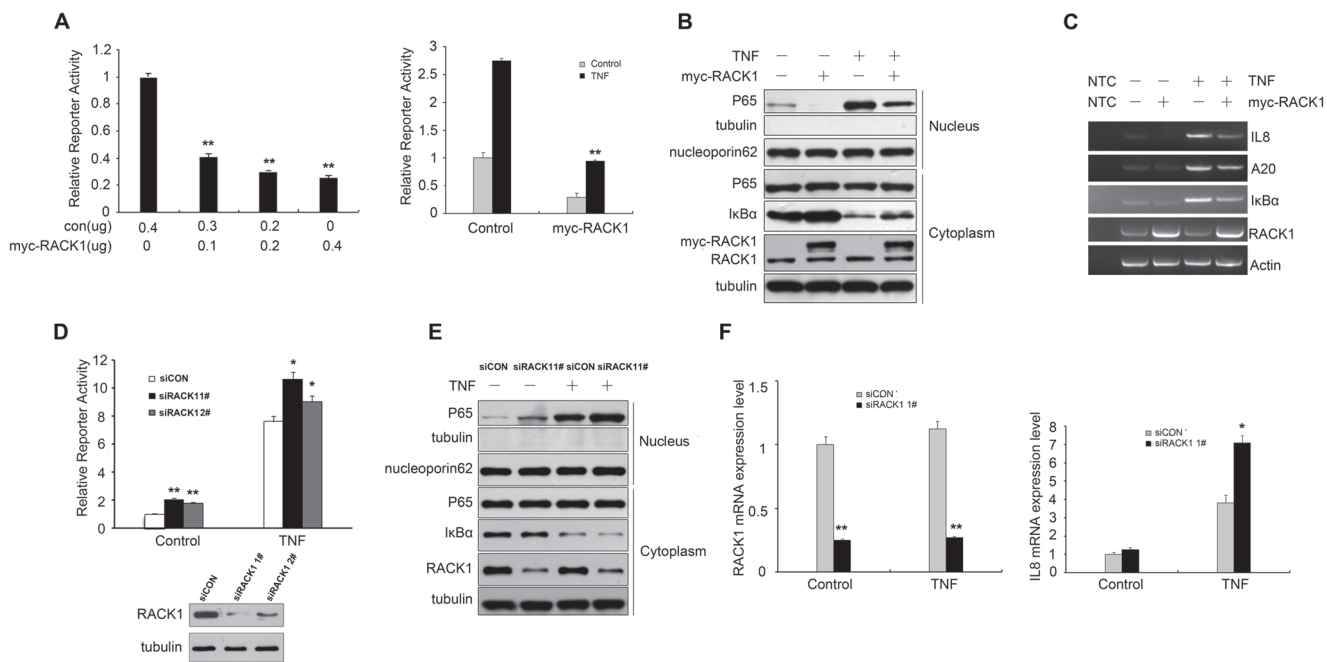 A
Relative Reporter Activity
1.2
1
0.8
0.6
0.4
0.2
0
**
**
**
con(ug) 0.4 0.3 0.2 0
myc-RACK1(ug) 0 0.1 0.2 0.4
Relative Reporter Activity
3
2.5
2
1.5
1
0.5
0
Control
TNF
**
Control myc-RACK1
B
TNF − − + +
myc-RACK1 − + − +
P65
tubulin
nucleoporin62
Nucleus
P65
IκBα
myc-RACK1
RACK1
tubulin
Cytoplasm
C
NTC − − + + TNF
NTC − + − + myc-RACK1
IL8
A20
IκBα
RACK1
Actin
D
Relative Reporter Activity
12
10
8
6
4
2
0
siCON
siRACK11#
siRACK12#
** **
* *
Control TNF
siCON siRACK1 1# siRACK1 2#
RACK1
tubulin
E
siCON siRACK11# siCON siRACK11#
TNF − − + +
P65
tubulin
nucleoporin62
Nucleus
P65
IκBα
RACK1
tubulin
Cytoplasm
F
RACK1 mRNA expression level
1.5
1
0.5
0
siCON
siRACK1 1#
**
**
Control TNF
IL8 mRNA expression level
8
7
6
5
4
3
2
1
0
siCON
siRACK1 1#
*
Control TNF